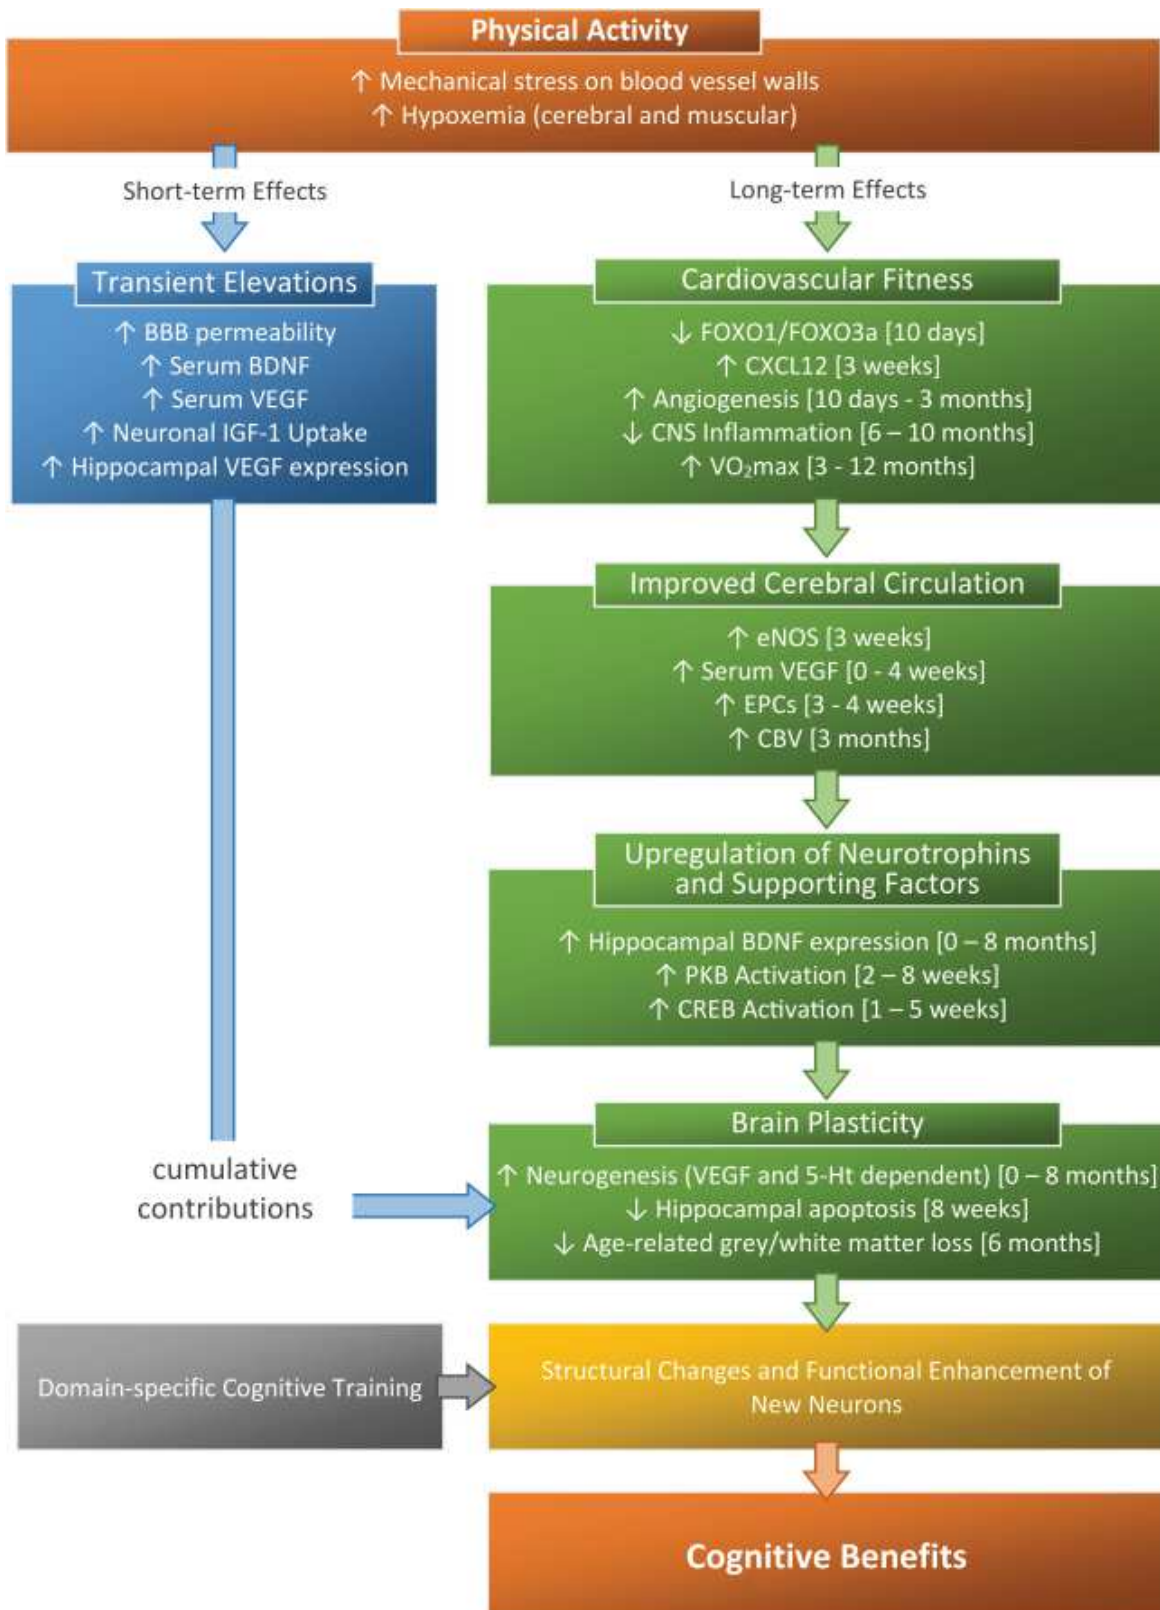 Physical Activity
↑ Mechanical stress on blood vessel walls
↑ Hypoxemia (cerebral and muscular)
Short-term Effects
Long-term Effects
Transient Elevations
↑ BBB permeability
↑ Serum BDNF
↑ Serum VEGF
↑ Neuronal IGF-1 Uptake
↑ Hippocampal VEGF expression
Cardiovascular Fitness
↓ FOXO1/FOXO3a [10 days]
↑ CXCL12 [3 weeks]
↑ Angiogenesis [10 days - 3 months]
↓ CNS Inflammation [6 – 10 months]
↑ VO₂max [3 - 12 months]
Improved Cerebral Circulation
↑ eNOS [3 weeks]
↑ Serum VEGF [0 - 4 weeks]
↑ EPCs [3 - 4 weeks]
↑ CBV [3 months]
Upregulation of Neurotrophins
and Supporting Factors
↑ Hippocampal BDNF expression [0 – 8 months]
↑ PKB Activation [2 – 8 weeks]
↑ CREB Activation [1 – 5 weeks]
Brain Plasticity
↑ Neurogenesis (VEGF and 5-Ht dependent) [0 – 8 months]
↓ Hippocampal apoptosis [8 weeks]
↓ Age-related grey/white matter loss [6 months]
cumulative
contributions
Domain-specific Cognitive Training
Structural Changes and Functional Enhancement of
New Neurons
Cognitive Benefits